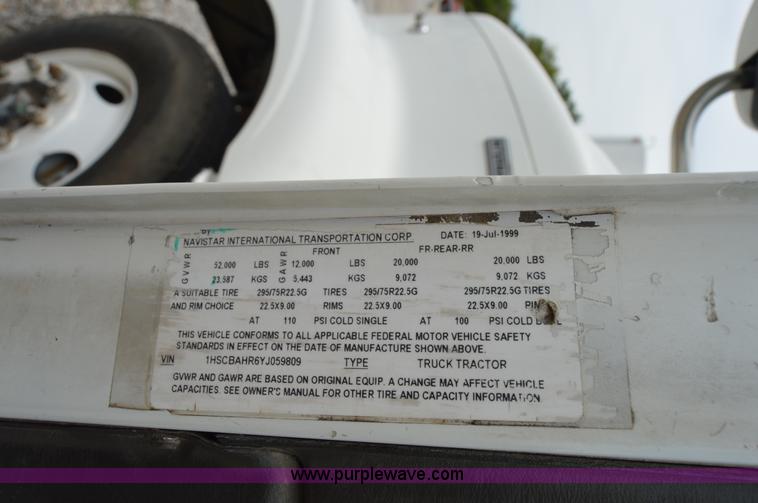 by
NAVISTAR INTERNATIONAL TRANSPORTATION CORP. DATE: 19-Jul-1999
GVWR GAWR FRONT FR-REAR-RR
52,000 LBS 12,000 LBS 20,000 20,000 LBS
23,587 KGS 5,443 KGS 9,072 9,072 KGS
A SUITABLE TIRE 295/75R22.5G TIRES 295/75R22.5G 295/75R22.5G TIRES
AND RIM CHOICE 22.5X9.00 RIMS 22.5X9.00 22.5X9.00
AT 110 PSI COLD SINGLE AT 100 PSI COLD
THIS VEHICLE CONFORMS TO ALL APPLICABLE FEDERAL MOTOR VEHICLE SAFETY
STANDARDS IN EFFECT ON THE DATE OF MANUFACTURE SHOWN ABOVE.
VIN 1HSCBAHR6YJ059809 TYPE TRUCK TRACTOR
GVWR AND GAWR ARE BASED ON ORIGINAL EQUIP. A CHANGE MAY AFFECT VEHICLE
CAPACITIES. SEE OWNER'S MANUAL FOR OTHER TIRE AND CAPACITY INFORMATION.
www.purplewave.com